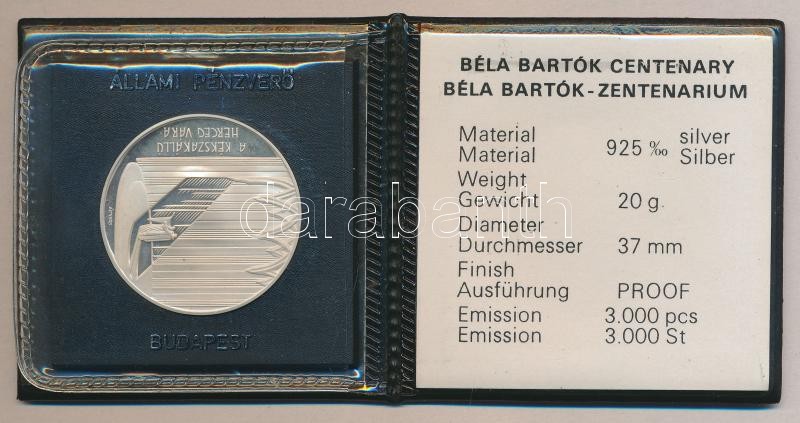 ÁLLAMI PÉNZVERŐ
A KÉKSZAKÁLLÚ
HERCEG VÁRA
BUDAPEST
BÉLA BARTÓK CENTENARY
BÉLA BARTÓK-ZENTENARIUM
Material 925 ‰ silver
Material Silber
Weight
Gewicht 20 g.
Diameter
Durchmesser 37 mm
Finish
Ausführung PROOF
Emission 3.000 pcs
Emission 3.000 St
darabanth